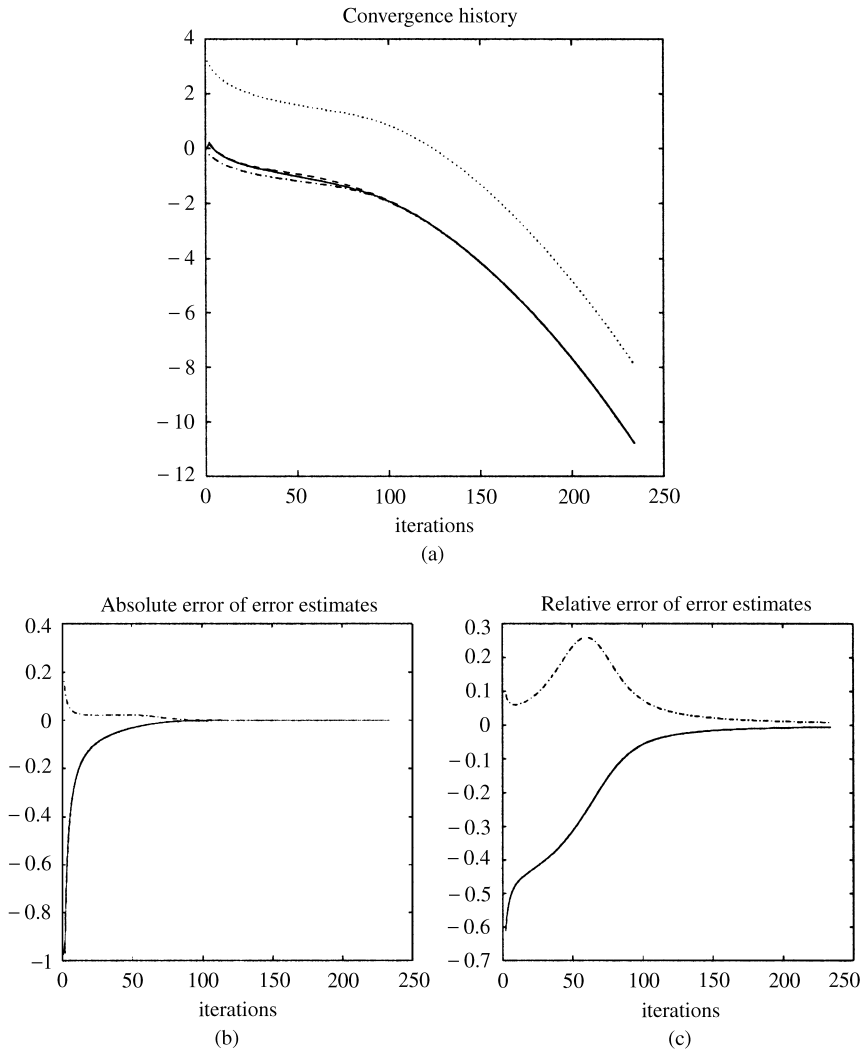 Convergence history
4
2
0
− 2
− 4
− 6
− 8
− 10
− 12
0 50 100 150 200 250
iterations
(a)
Absolute error of error estimates
0.4
0.2
0
− 0.2
− 0.4
− 0.6
− 0.8
−1
0 50 100 150 200 250
iterations
(b)
Relative error of error estimates
0.3
0.2
0.1
0
− 0.1
− 0.2
− 0.3
− 0.4
− 0.5
− 0.6
− 0.7
0 50 100 150 200 250
iterations
(c)